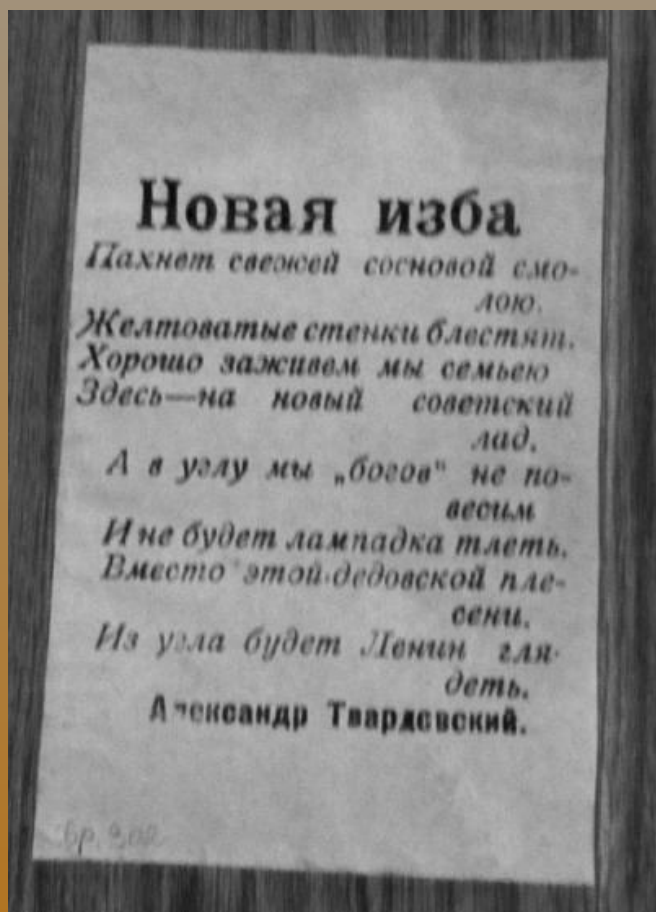 Новая изба
Пахнет свежей сосновой смо-
лою.
Желтоватые стенки блестят.
Хорошо заживем мы семьею
Здесь—на новый советский
лад.
А в углу мы „богов" не по-
весим
И не будет лампадка тлеть.
Вместо этой дедовской пле-
сени.
Из угла будет Ленин гля-
деть.
Александр Твардовский.